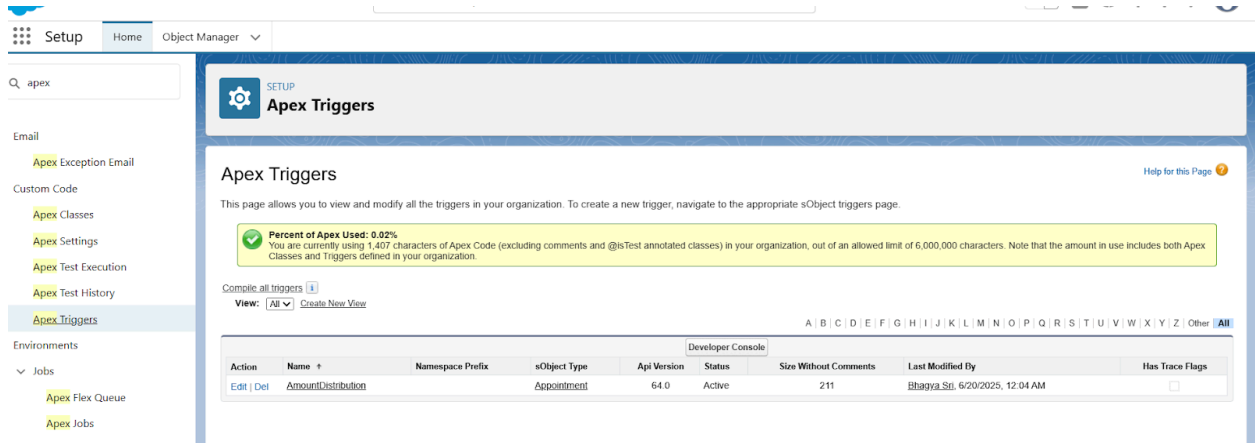 Setup
Home
Object Manager
apex
Email
Apex Exception Email
Custom Code
Apex Classes
Apex Settings
Apex Test Execution
Apex Test History
Apex Triggers
Environments
Jobs
Apex Flex Queue
Apex Jobs
SETUP
Apex Triggers
Apex Triggers
Help for this Page ?
This page allows you to view and modify all the triggers in your organization. To create a new trigger, navigate to the appropriate sObject triggers page.
Percent of Apex Used: 0.02%
You are currently using 1,407 characters of Apex Code (excluding comments and @isTest annotated classes) in your organization, out of an allowed limit of 6,000,000 characters. Note that the amount in use includes both Apex
Classes and Triggers defined in your organization.
Compile all triggers i
View: All Create New View
A | B | C | D | E | F | G | H | I | J | K | L | M | N | O | P | Q | R | S | T | U | V | W | X | Y | Z | Other All
Developer Console
Action Name ↑ Namespace Prefix sObject Type Api Version Status Size Without Comments Last Modified By Has Trace Flags
Edit | Del AmountDistribution Appointment 64.0 Active 211 Bhagya Sri, 6/20/2025, 12:04 AM